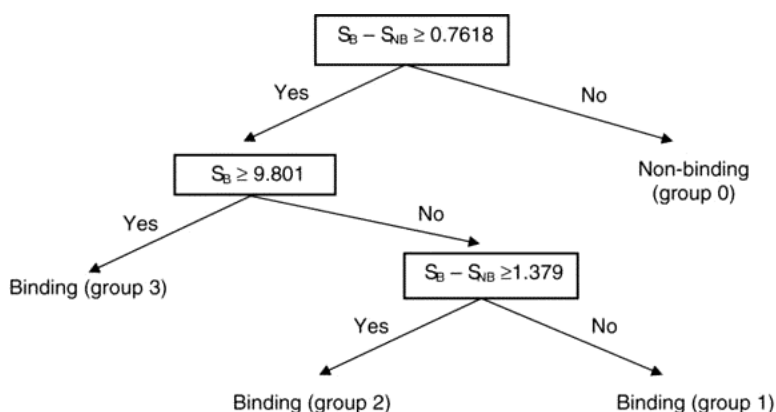 S_B – S_NB ≥ 0.7618
Yes
No
S_B ≥ 9.801
Non-binding
(group 0)
Yes
No
Binding (group 3)
S_B – S_NB ≥1.379
Yes
No
Binding (group 2)
Binding (group 1)